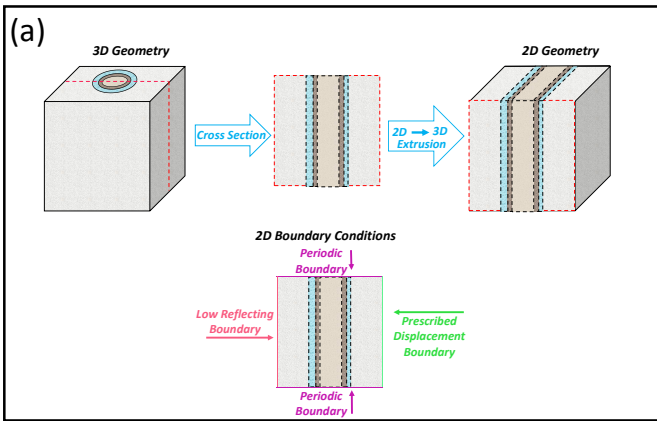 (a)
3D Geometry
2D Geometry
Cross Section
2D → 3D
Extrusion
2D Boundary Conditions
Periodic
Boundary
Low Reflecting
Boundary
Prescribed
Displacement
Boundary
Periodic
Boundary